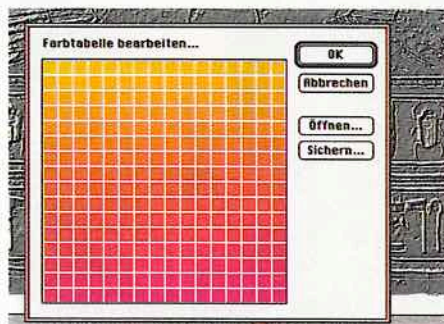 Farbtabelle bearbeiten...
OK
Abbrechen
Öffnen...
Sichern...